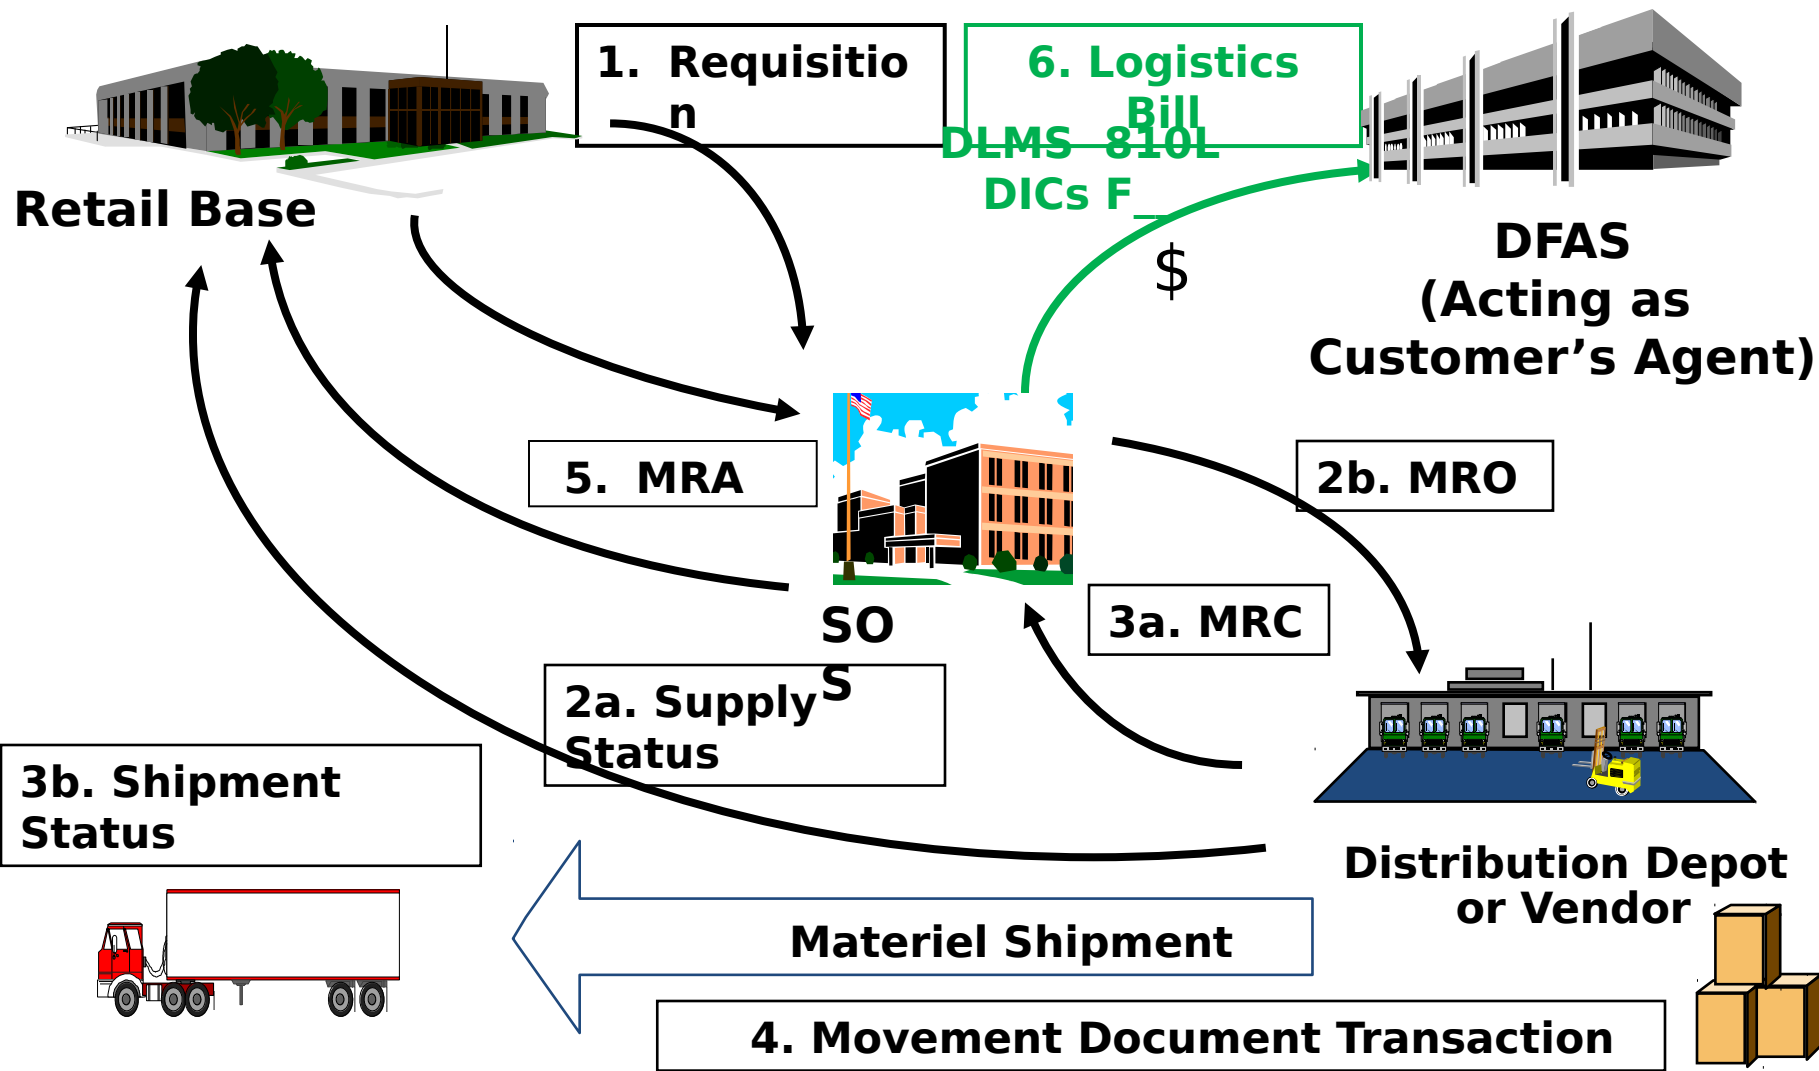 1. Requisitio
n
6. Logistics
Bill
DLMS 810L
DICs F__
$
Retail Base
DFAS
(Acting as
Customer’s Agent)
5. MRA
2b. MRO
3a. MRC
SO
S
2a. Supply
Status
3b. Shipment
Status
Distribution Depot
or Vendor
Materiel Shipment
4. Movement Document Transaction